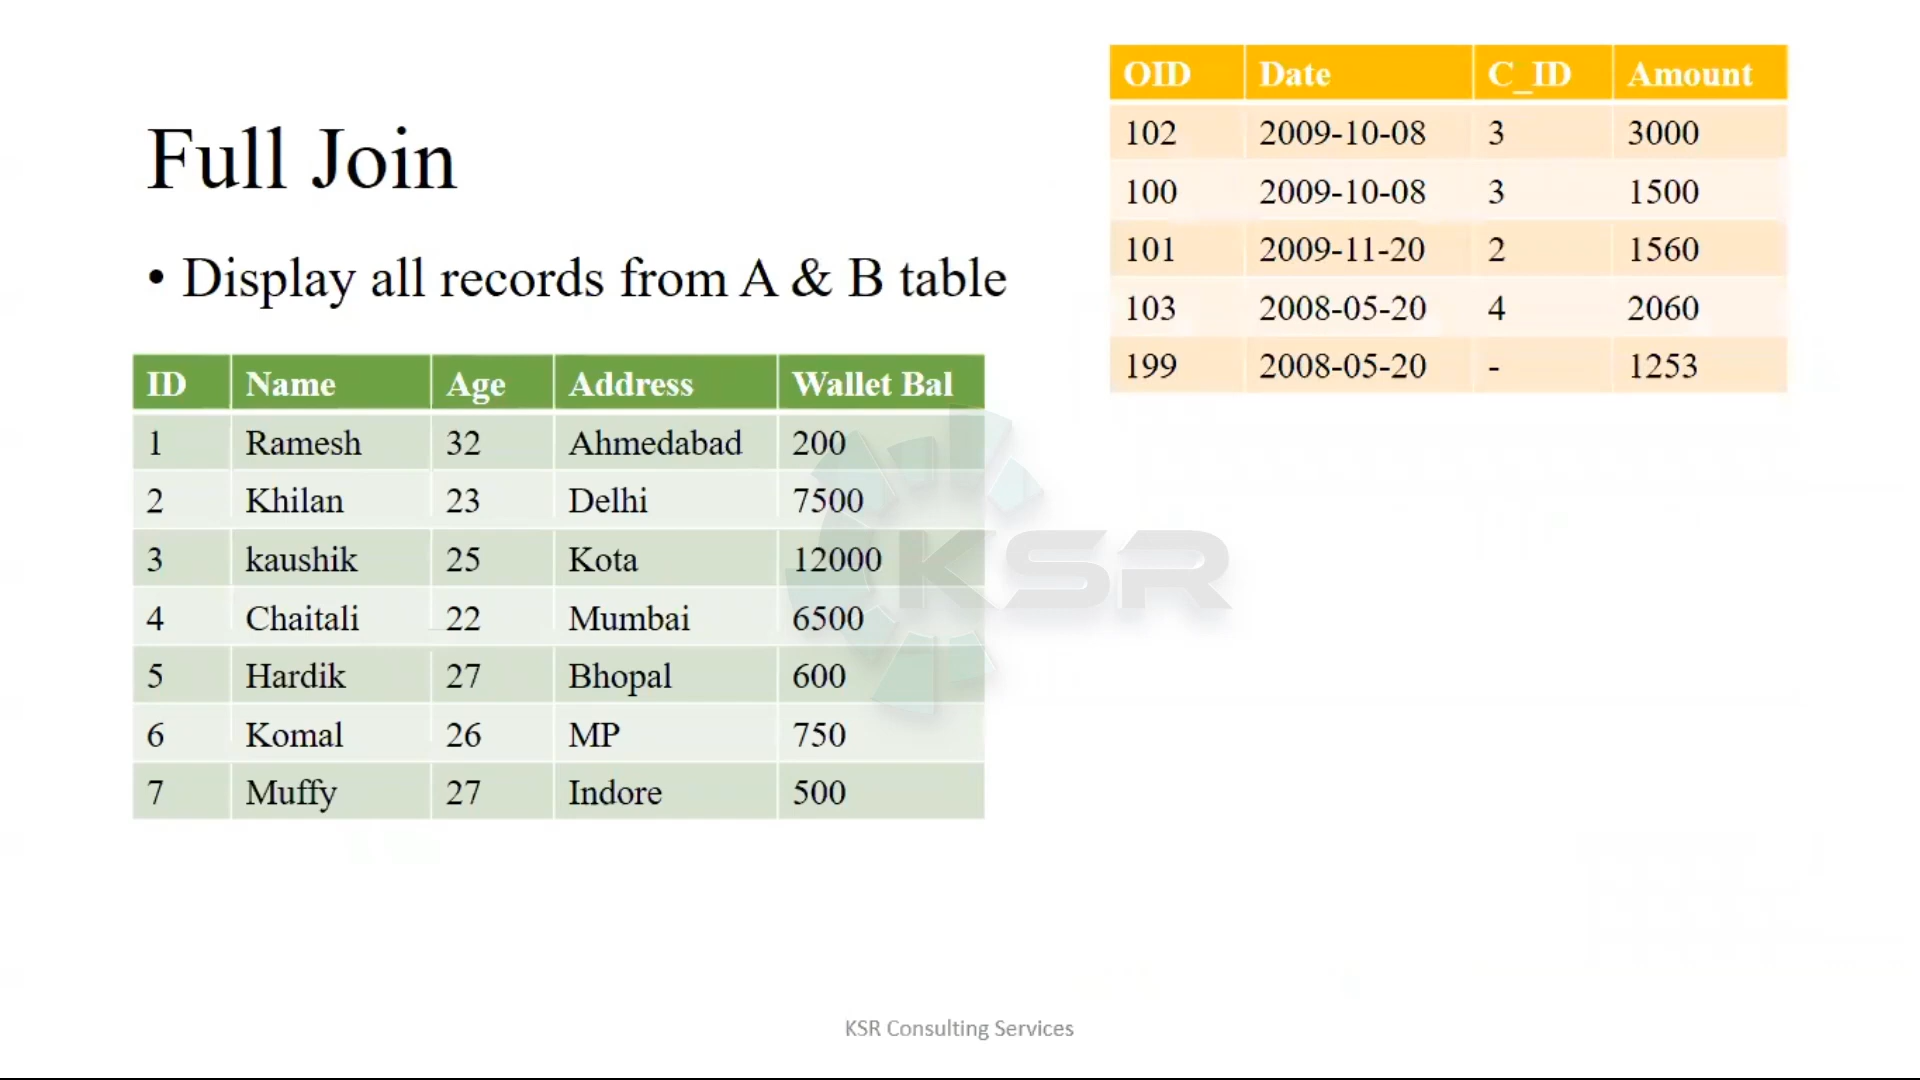 Full Join
• Display all records from A & B table
OID Date C_ID Amount
102 2009-10-08 3 3000
100 2009-10-08 3 1500
101 2009-11-20 2 1560
103 2008-05-20 4 2060
199 2008-05-20 - 1253
ID Name Age Address Wallet Bal
1 Ramesh 32 Ahmedabad 200
2 Khilan 23 Delhi 7500
3 kaushik 25 Kota 12000
4 Chaitali 22 Mumbai 6500
5 Hardik 27 Bhopal 600
6 Komal 26 MP 750
7 Muffy 27 Indore 500
KSR
KSR Consulting Services